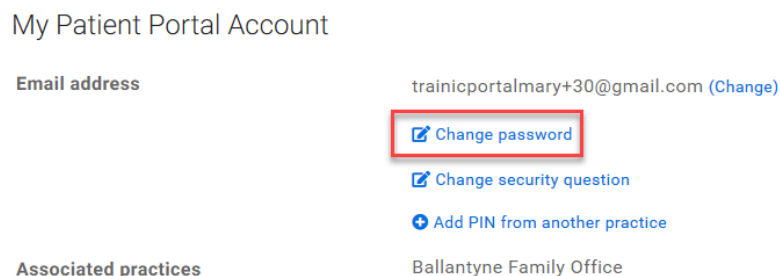 My Patient Portal Account
Email address
trainicportalmary+30@gmail.com (Change)
Change password
Change security question
Add PIN from another practice
Associated practices
Ballantyne Family Office